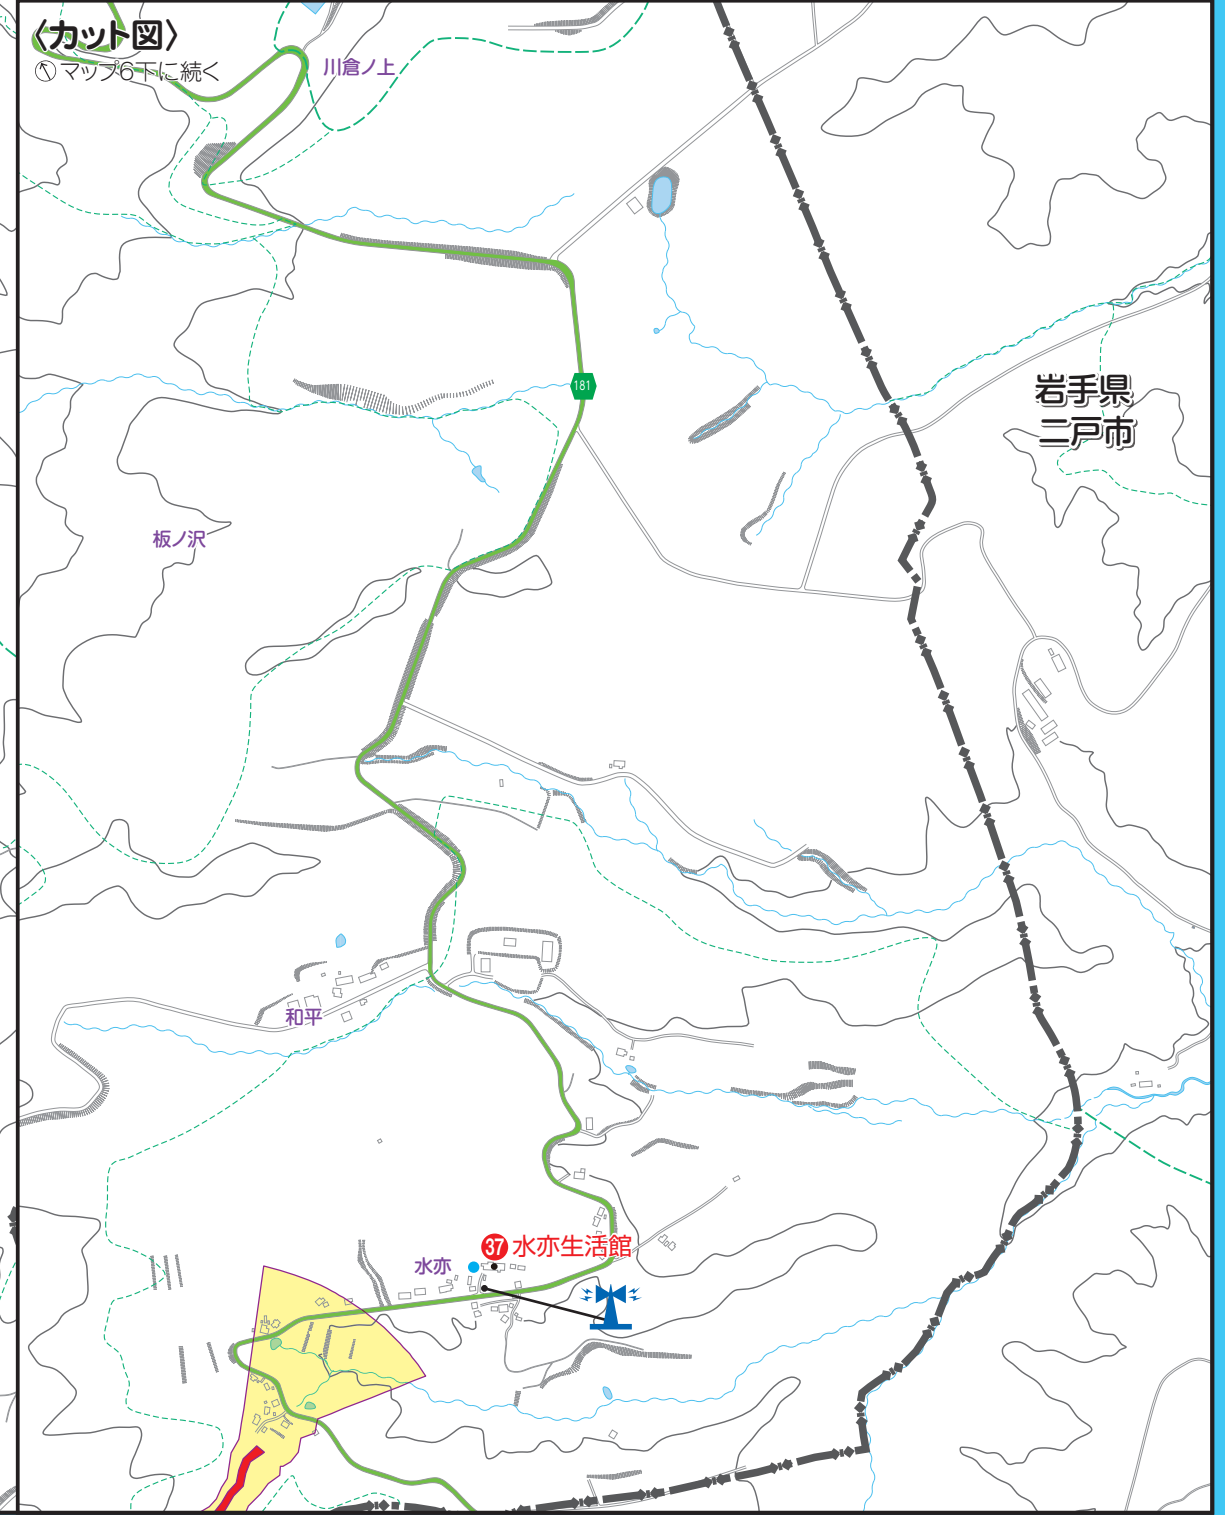 〈カット図〉
マップ6下に続く
川倉ノ上
181
岩手県
二戸市
板ノ沢
和平
37 水亦生活館
水亦